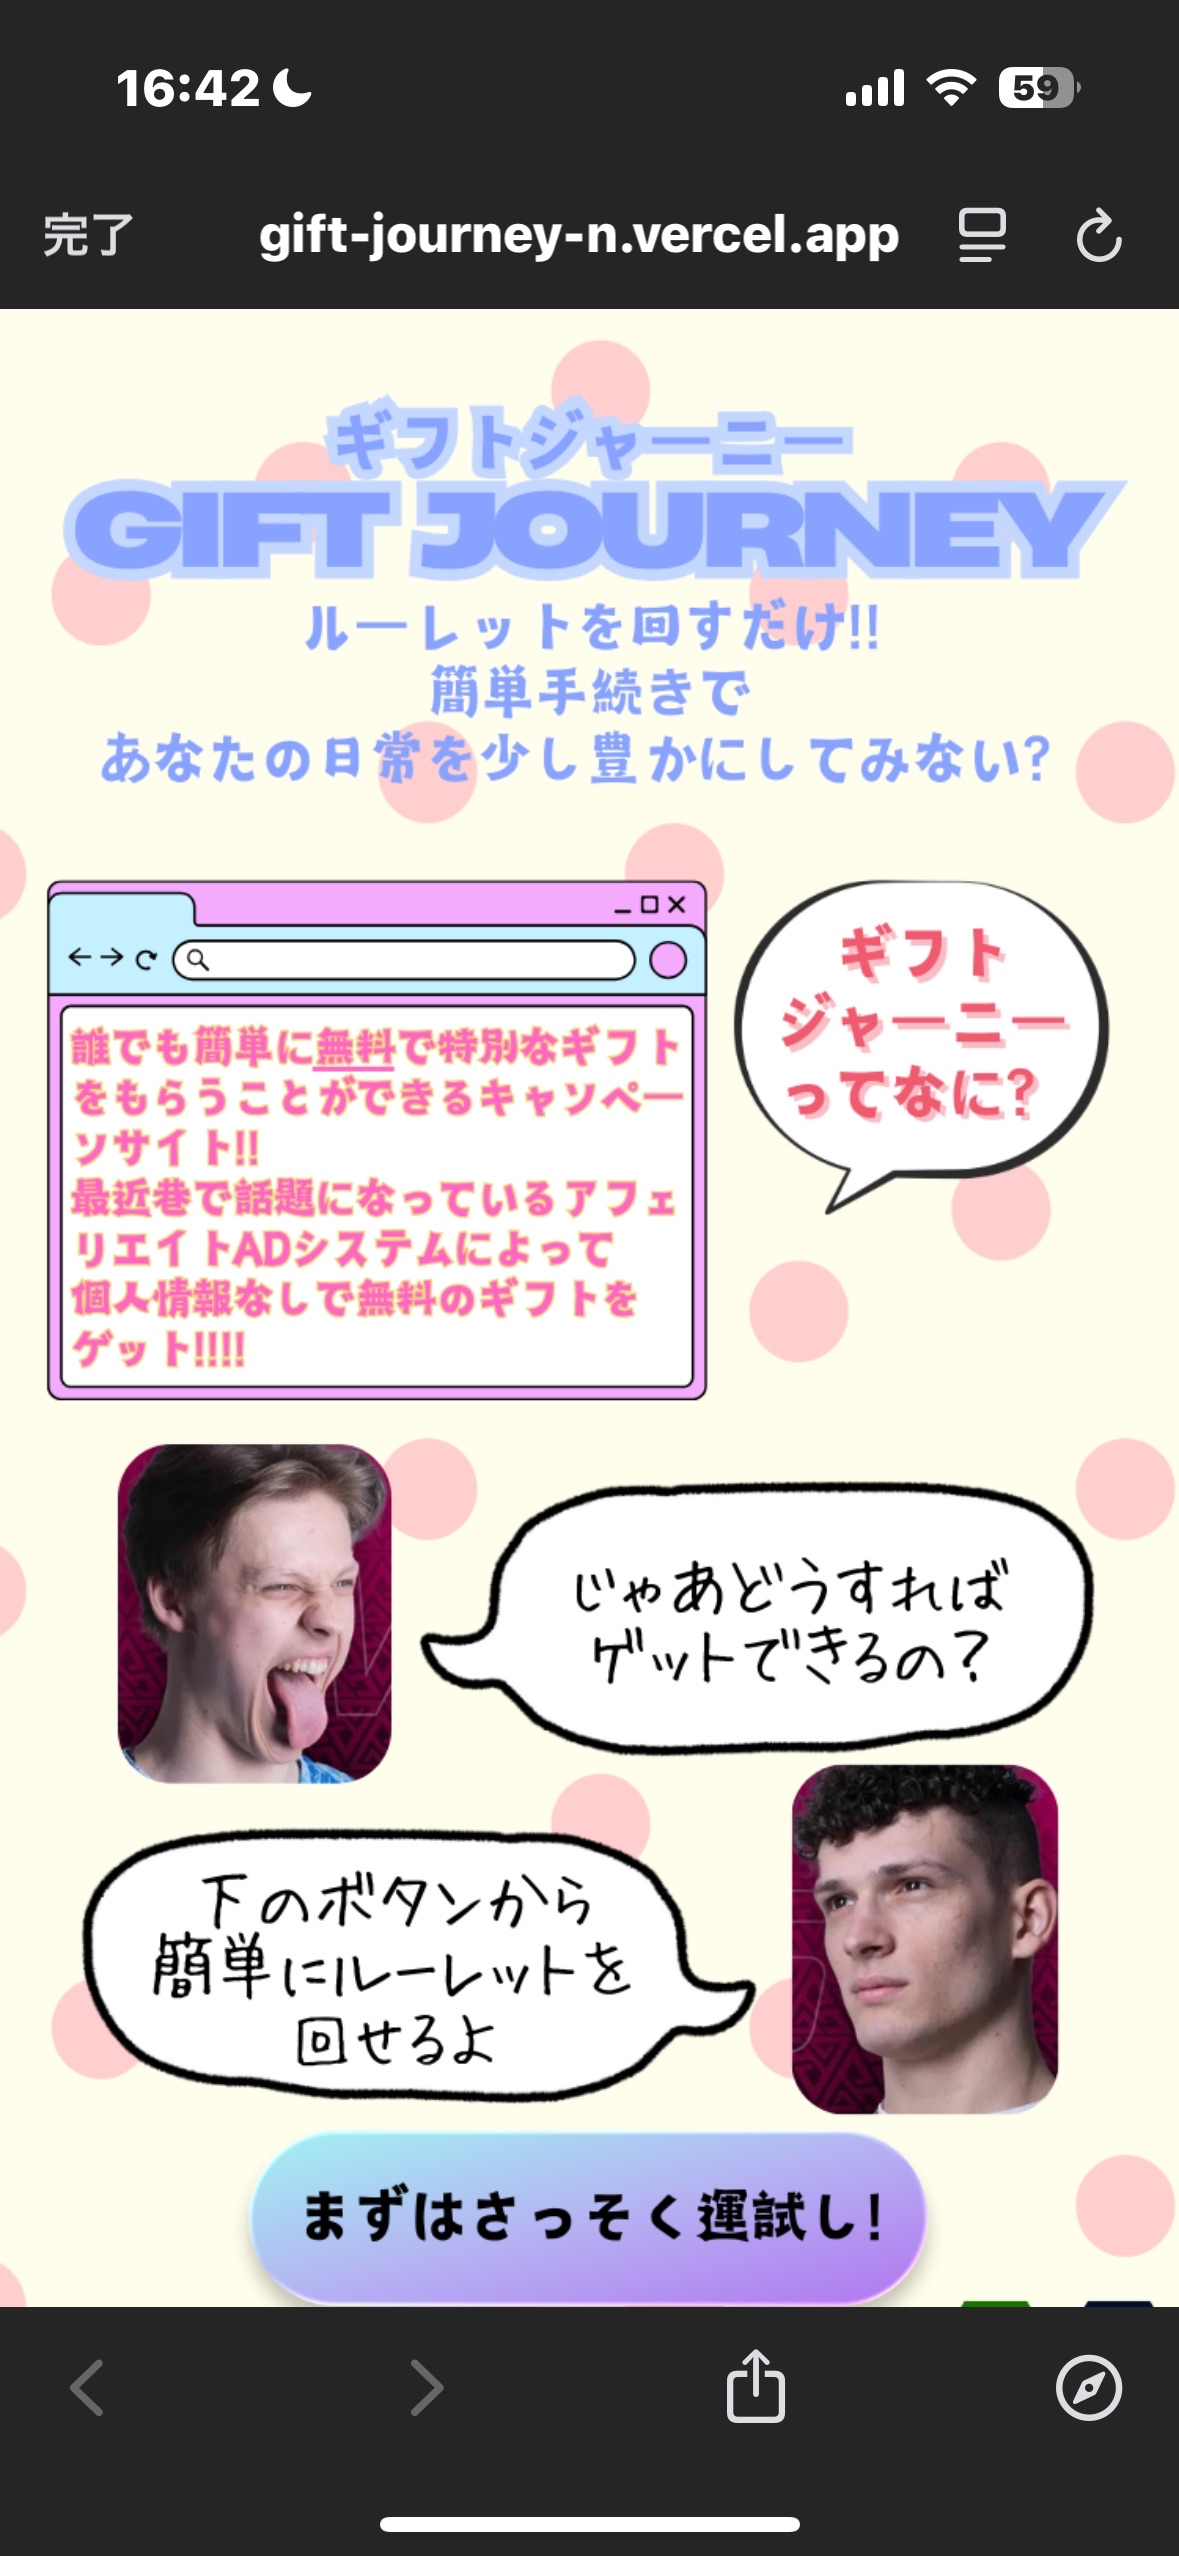 16:42
59
完了
gift-journey-n.vercel.app
ギフトジャーニー
GIFT JOURNEY
ルーレットを回すだけ!!
簡単手続きで
あなたの日常を少し豊かにしてみない?
誰でも簡単に無料で特別なギフト
をもらうことができるキャンペー
ンサイト!!
最近巷で話題になっているアフェ
リエイトADシステムによって
個人情報なしで無料のギフトを
ゲット!!!!
ギフト
ジャーニー
ってなに?
じゃあどうすれば
ゲットできるの?
下のボタンから
簡単にルーレットを
回せるよ
まずはさっそく運試し!